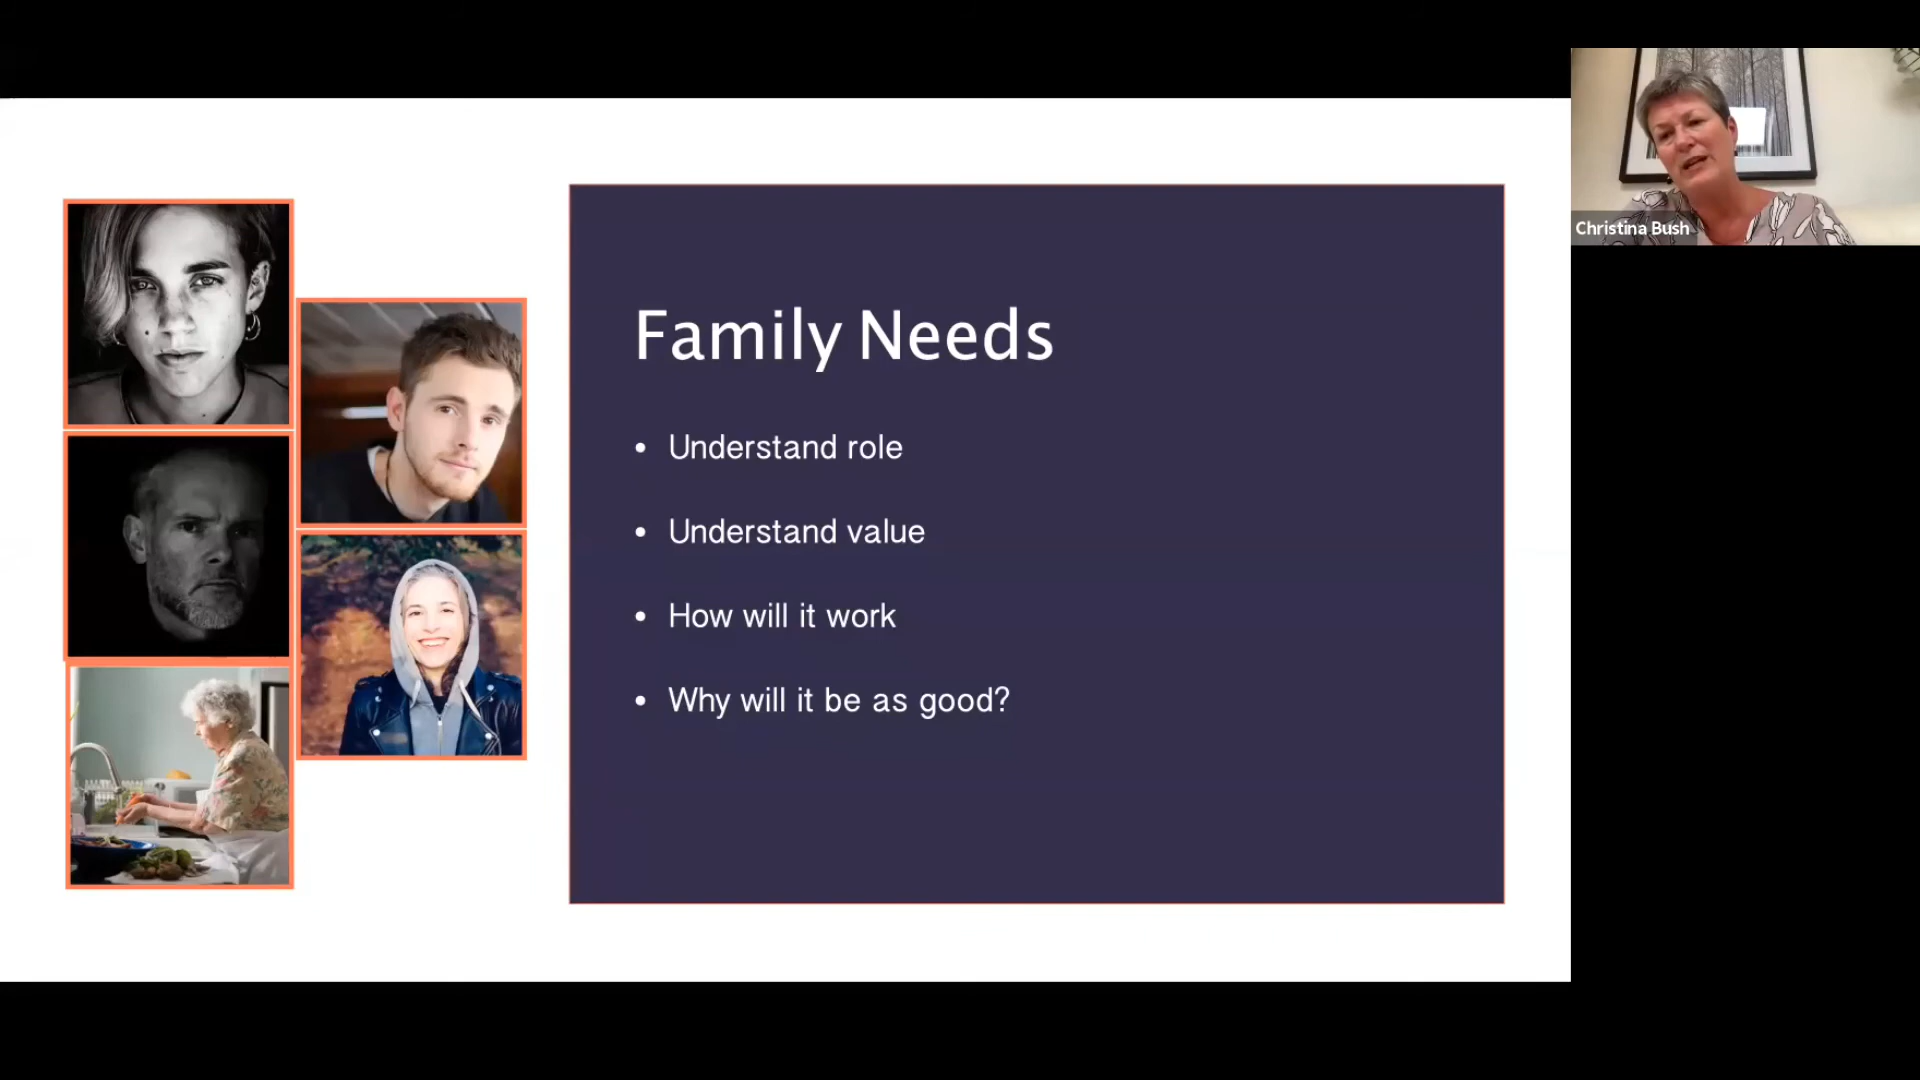 Christina Bush
Family Needs
• Understand role
• Understand value
• How will it work
• Why will it be as good?